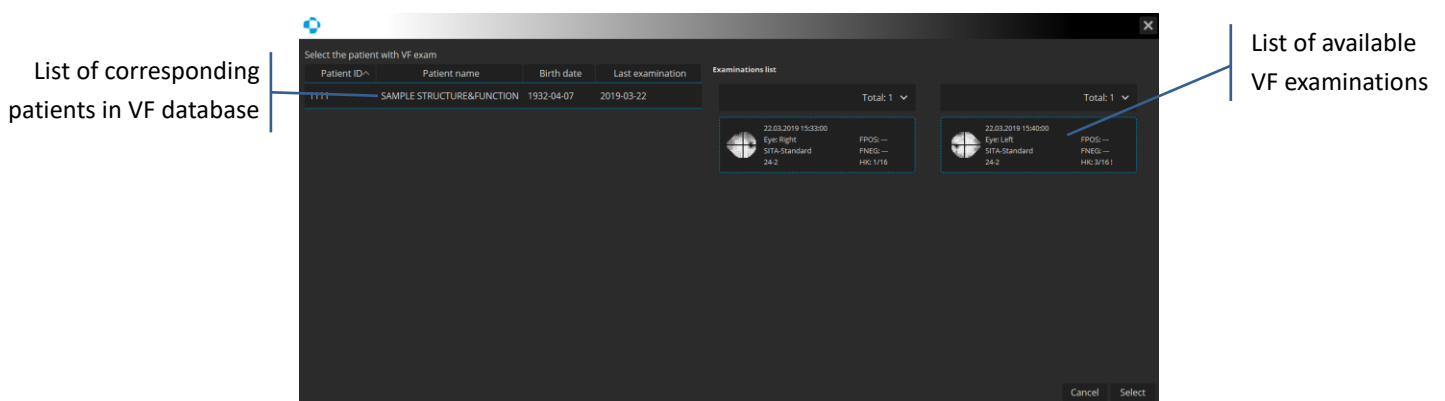 List of corresponding
patients in VF database
Select the patient with VF exam
Patient ID Patient name Birth date Last examination
1111 SAMPLE STRUCTURE&FUNCTION 1932-04-07 2019-03-22
Examinations list
Total: 1
22.03.2019 15:33:00
Eye: Right FPOS: ---
SITA-Standard FNEG: ---
24-2 HK: 1/16
Total: 1
22.03.2019 15:40:00
Eye: Left FPOS: ---
SITA-Standard FNEG: ---
24-2 HK: 3/16 !
Cancel Select
List of available
VF examinations